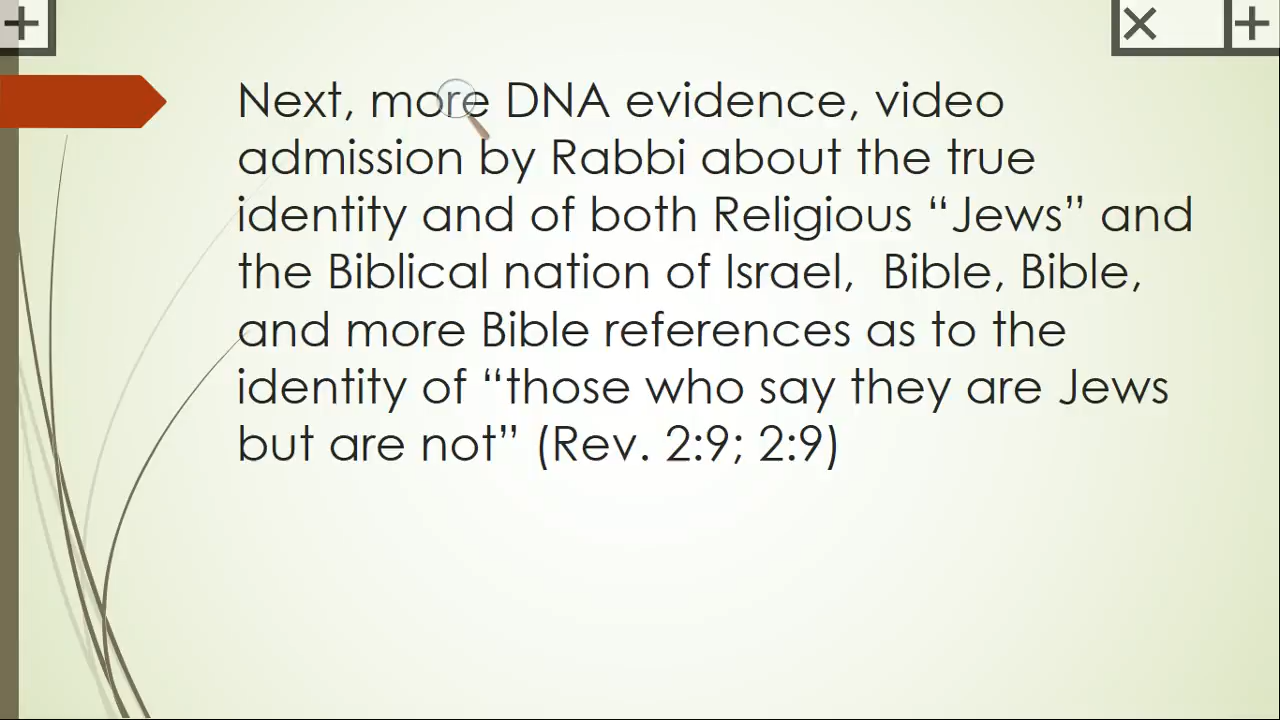 Next, more DNA evidence, video
admission by Rabbi about the true
identity and of both Religious “Jews” and
the Biblical nation of Israel,  Bible, Bible,
and more Bible references as to the
identity of “those who say they are Jews
but are not” (Rev. 2:9; 2:9)